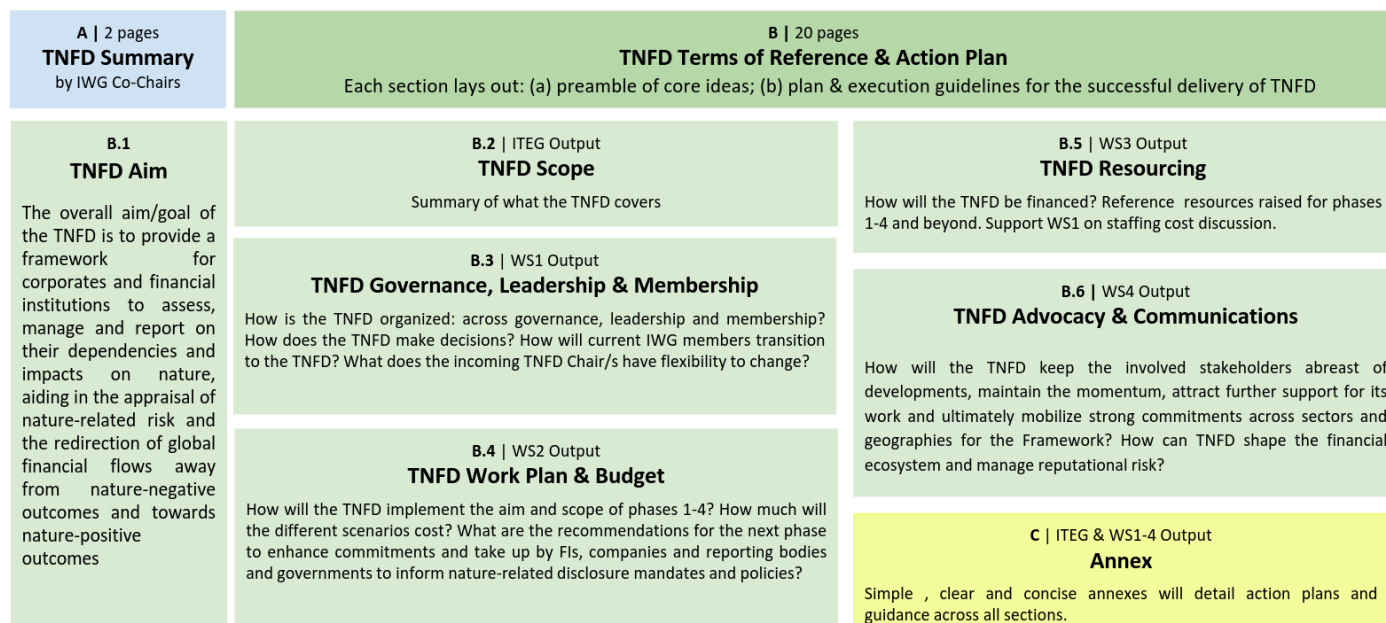 A | 2 pages
TNFD Summary
by IWG Co-Chairs
B | 20 pages
TNFD Terms of Reference & Action Plan
Each section lays out: (a) preamble of core ideas; (b) plan & execution guidelines for the successful delivery of TNFD
B.1
TNFD Aim
The overall aim/goal of
the TNFD is to provide a
framework for
corporates and financial
institutions to assess,
manage and report on
their dependencies and
impacts on nature,
aiding in the appraisal of
nature-related risk and
the redirection of global
financial flows away
from nature-negative
outcomes and towards
nature-positive
outcomes
B.2 | ITEG Output
TNFD Scope
Summary of what the TNFD covers
B.3 | WS1 Output
TNFD Governance, Leadership & Membership
How is the TNFD organized: across governance, leadership and membership?
How does the TNFD make decisions? How will current IWG members transition
to the TNFD? What does the incoming TNFD Chair/s have flexibility to change?
B.4 | WS2 Output
TNFD Work Plan & Budget
How will the TNFD implement the aim and scope of phases 1-4? How much will
the different scenarios cost? What are the recommendations for the next phase
to enhance commitments and take up by FIs, companies and reporting bodies
and governments to inform nature-related disclosure mandates and policies?
B.5 | WS3 Output
TNFD Resourcing
How will the TNFD be financed? Reference resources raised for phases
1-4 and beyond. Support WS1 on staffing cost discussion.
B.6 | WS4 Output
TNFD Advocacy & Communications
How will the TNFD keep the involved stakeholders abreast of
developments, maintain the momentum, attract further support for its
work and ultimately mobilize strong commitments across sectors and
geographies for the Framework? How can TNFD shape the financial
ecosystem and manage reputational risk?
C | ITEG & WS1-4 Output
Annex
Simple , clear and concise annexes will detail action plans and
guidance across all sections.